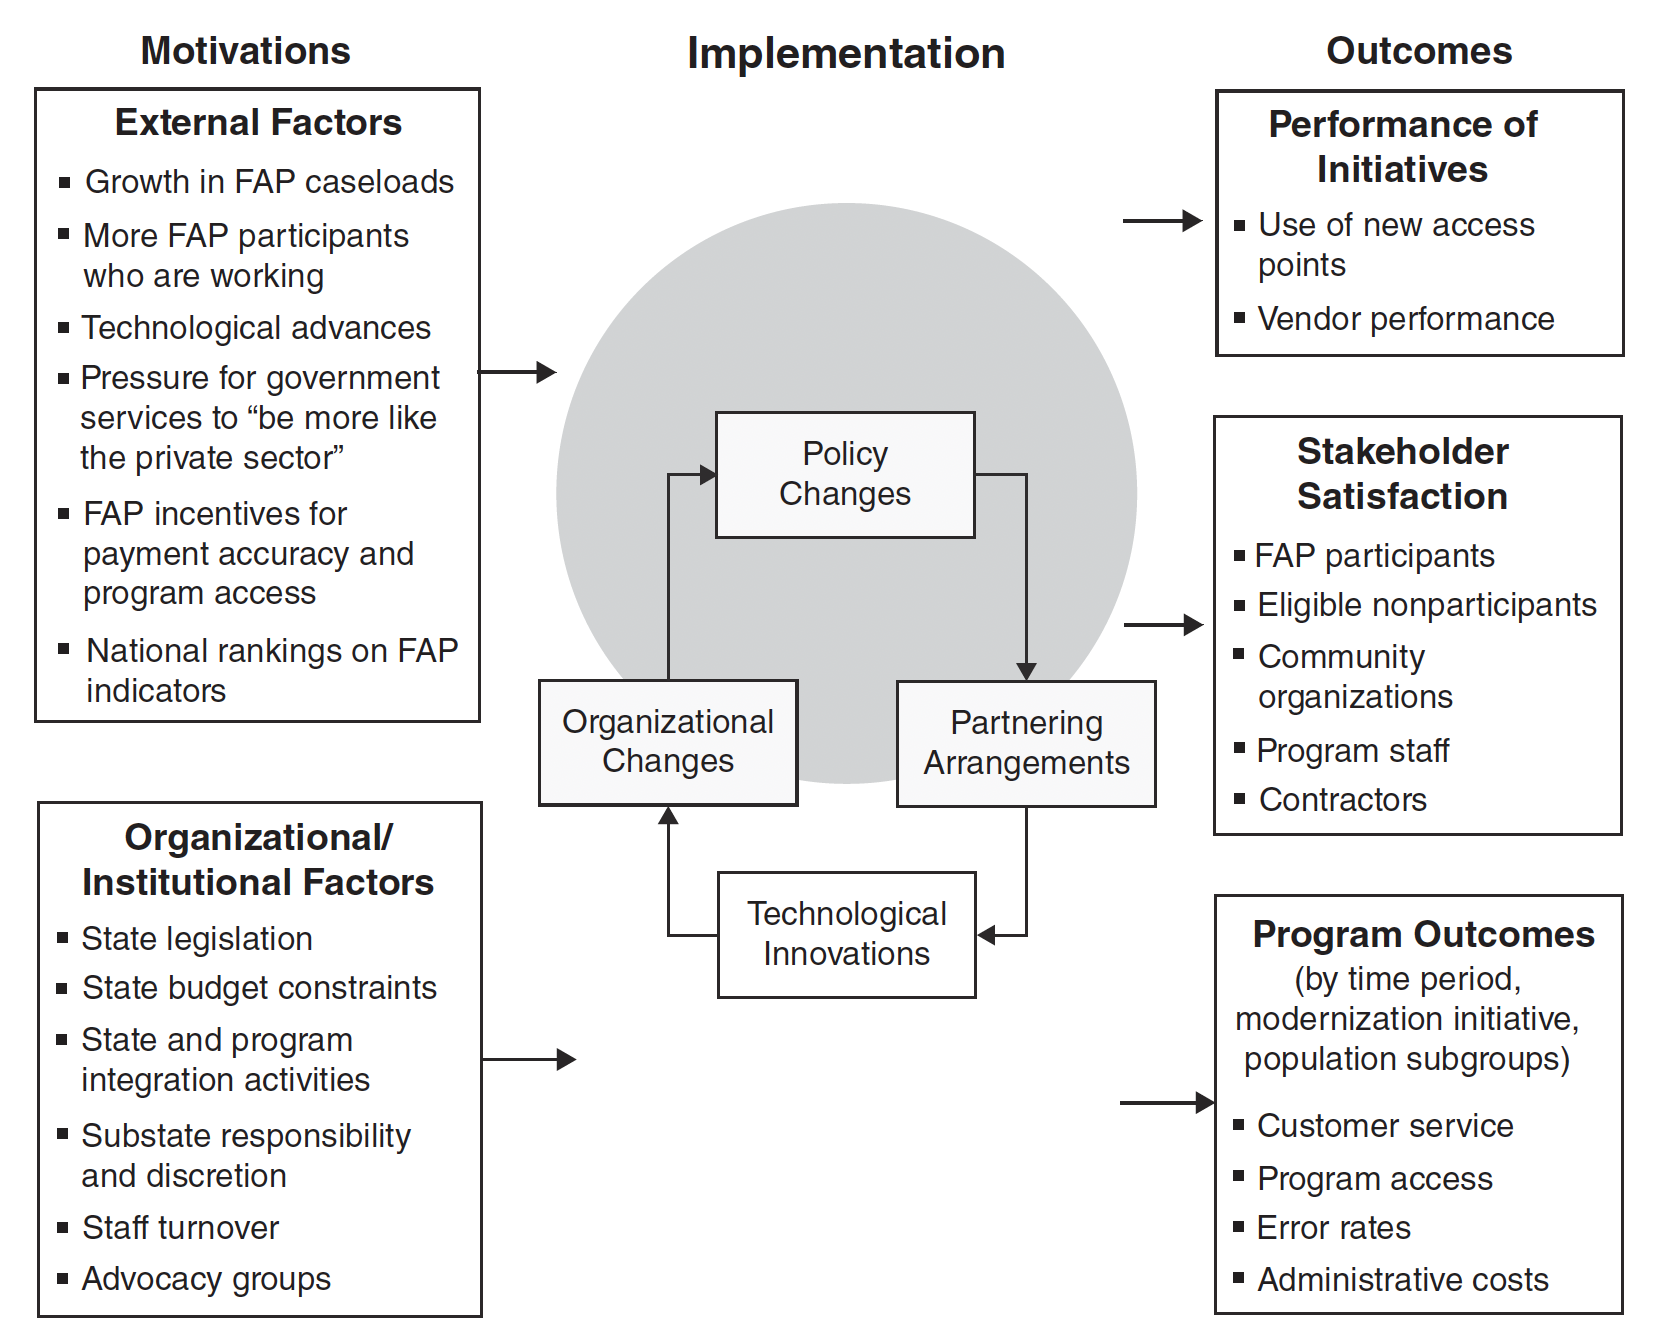 Motivations
External Factors
▪ Growth in FAP caseloads
▪ More FAP participants
who are working
▪ Technological advances
▪ Pressure for government
services to “be more like
the private sector”
▪ FAP incentives for
payment accuracy and
program access
▪ National rankings on FAP
indicators
Organizational/
Institutional Factors
▪ State legislation
▪ State budget constraints
▪ State and program
integration activities
▪ Substate responsibility
and discretion
▪ Staff turnover
▪ Advocacy groups
Implementation
Policy
Changes
Organizational
Changes
Partnering
Arrangements
Technological
Innovations
Outcomes
Performance of
Initiatives
▪ Use of new access
points
▪ Vendor performance
Stakeholder
Satisfaction
▪ FAP participants
▪ Eligible nonparticipants
▪ Community
organizations
▪ Program staff
▪ Contractors
Program Outcomes
(by time period,
modernization initiative,
population subgroups)
▪ Customer service
▪ Program access
▪ Error rates
▪ Administrative costs